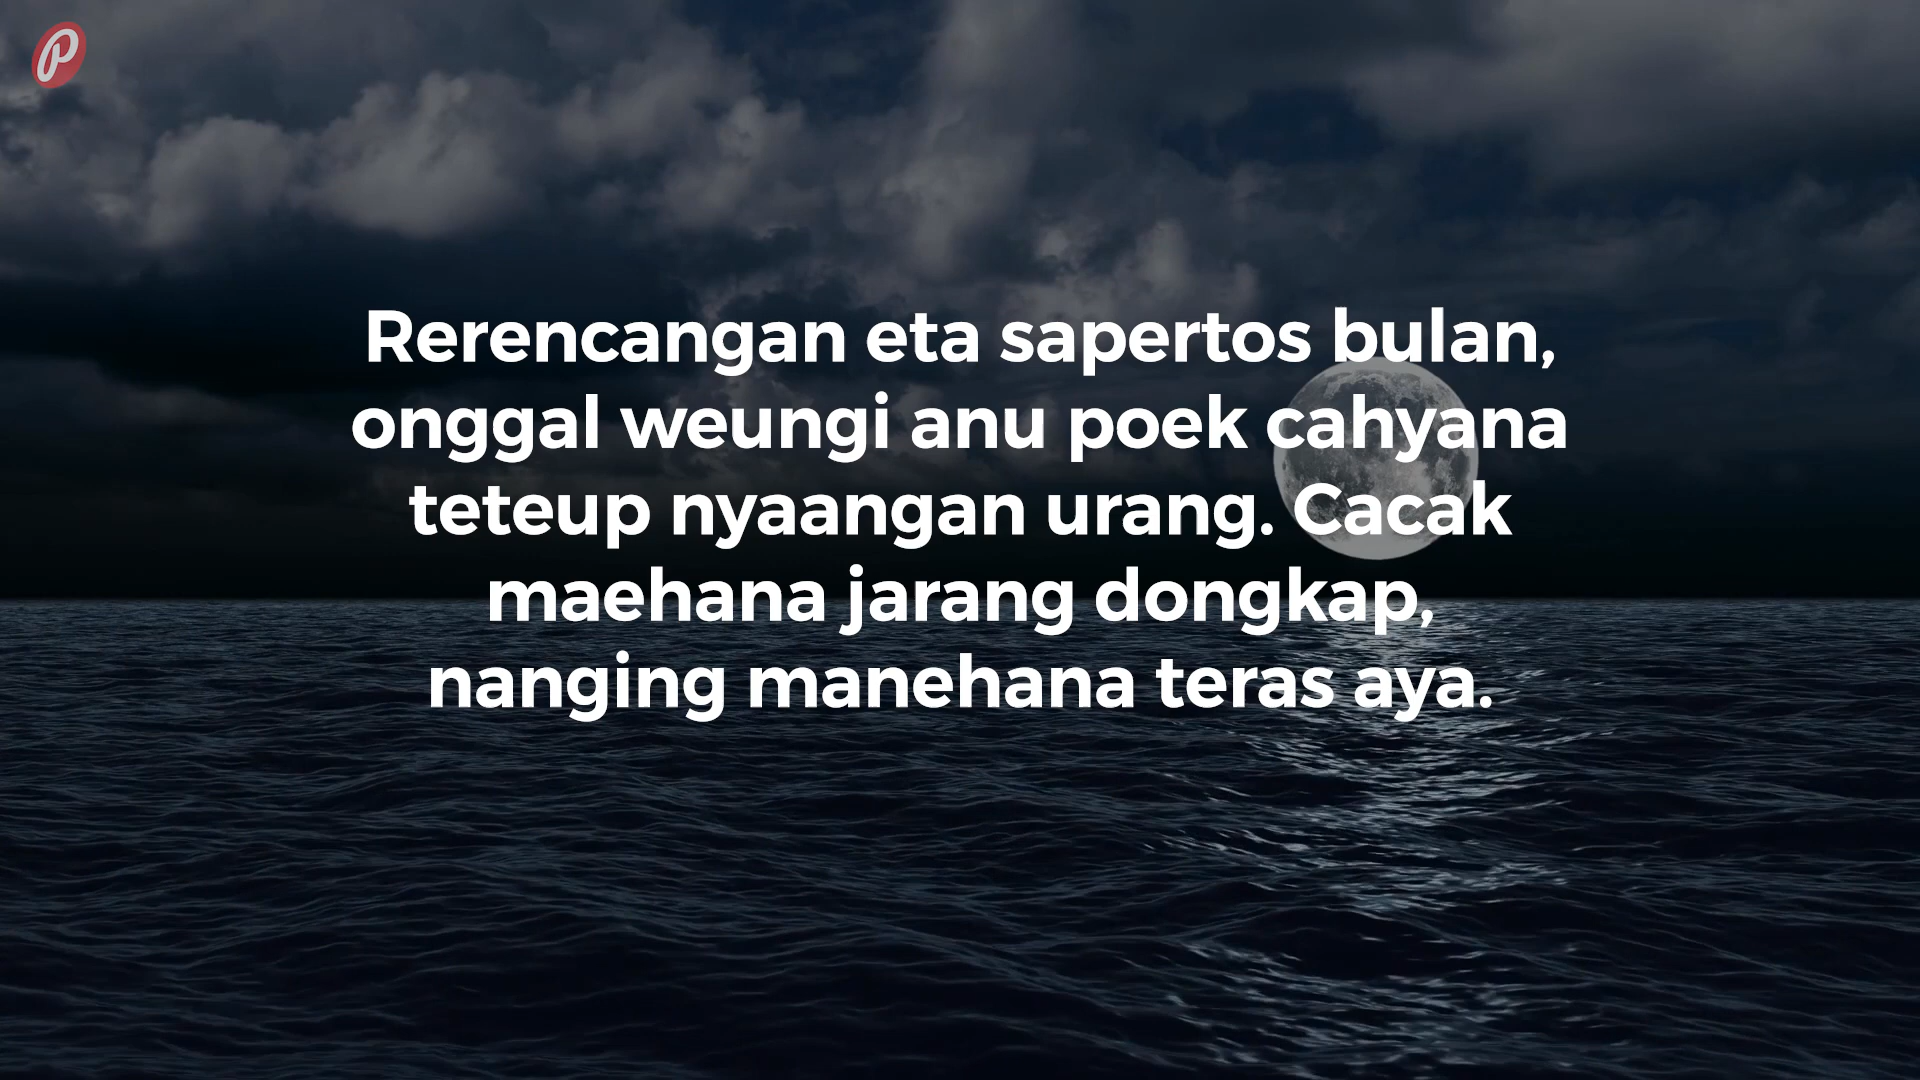 Rerencangan eta sapertos bulan,
onggal weungi anu poek cahyana
teteup nyaangan urang. Cacak
maehana jarang dongkap,
nanging manehana teras aya.